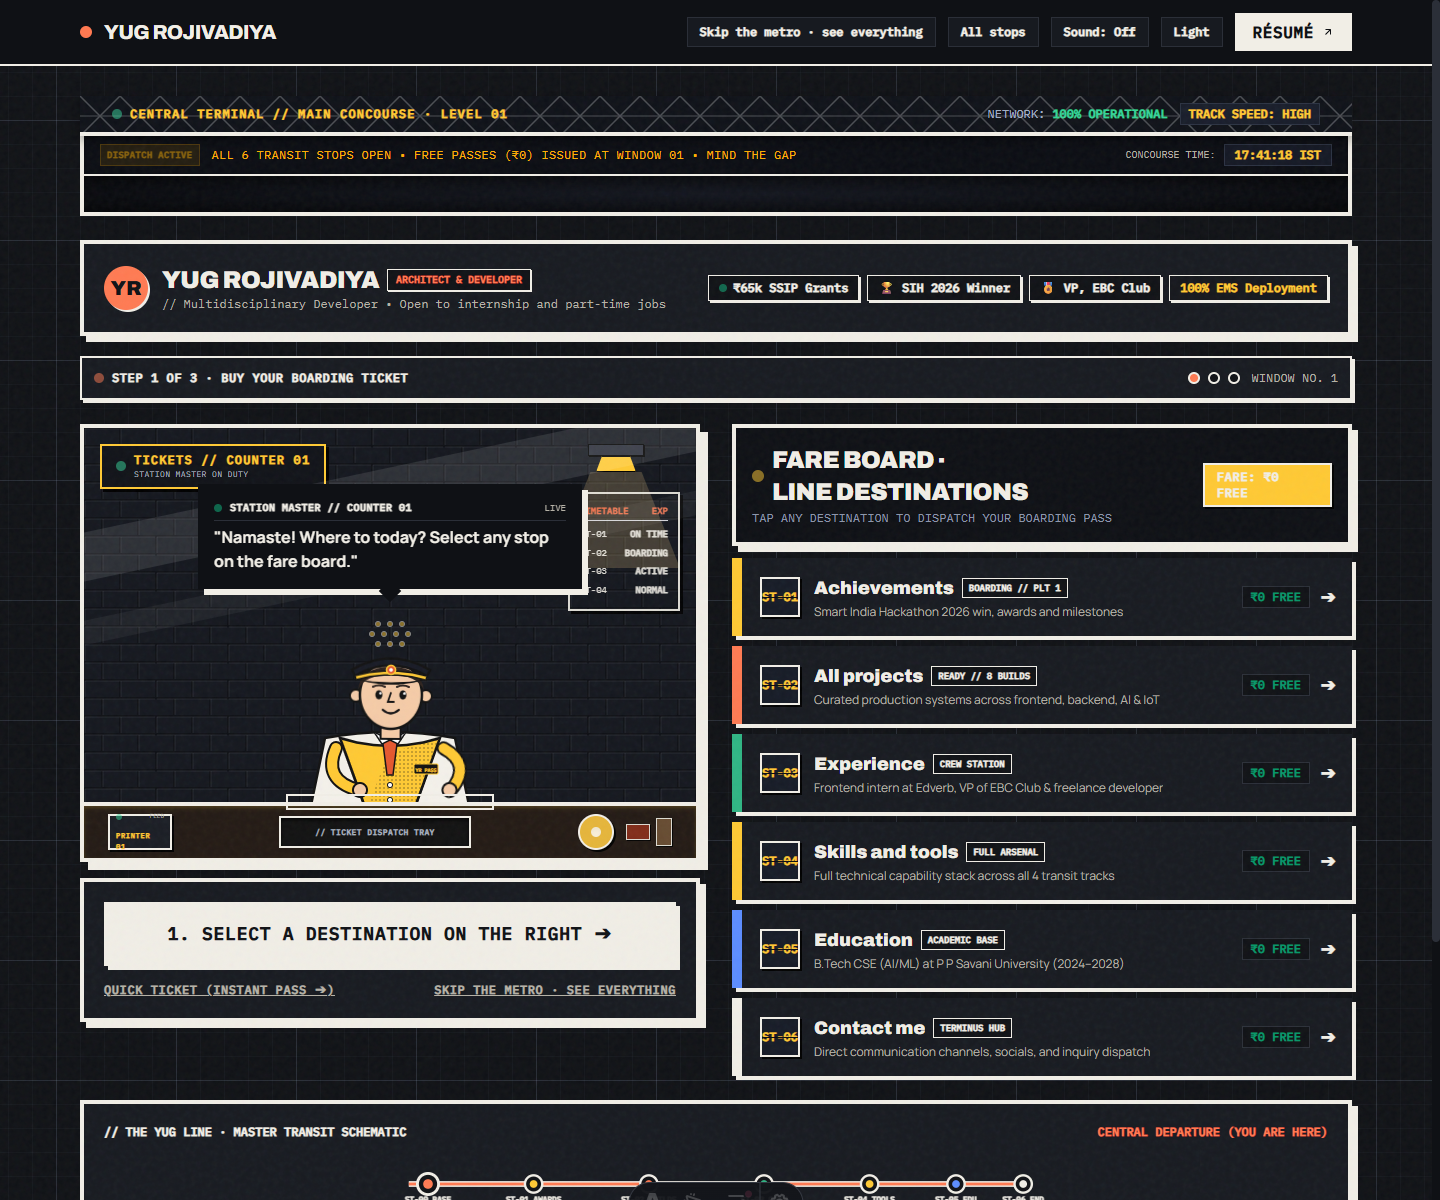 YUG ROJIVADIYA
Skip the metro · see everything
All stops
Sound: Off
Light
RÉSUMÉ ↗
CENTRAL TERMINAL // MAIN CONCOURSE · LEVEL 01
NETWORK: 100% OPERATIONAL
TRACK SPEED: HIGH
DISPATCH ACTIVE
ALL 6 TRANSIT STOPS OPEN • FREE PASSES (₹0) ISSUED AT WINDOW 01 • MIND THE GAP
CONCOURSE TIME:
17:41:18 IST
YR
YUG ROJIVADIYA
ARCHITECT & DEVELOPER
// Multidisciplinary Developer • Open to internship and part-time jobs
₹65k SSIP Grants
🏆 SIH 2026 Winner
🏅 VP, EBC Club
100% EMS Deployment
STEP 1 OF 3 · BUY YOUR BOARDING TICKET
WINDOW NO. 1
TICKETS // COUNTER 01
STATION MASTER ON DUTY
STATION MASTER // COUNTER 01
LIVE
"Namaste! Where to today? Select any stop
on the fare board."
EXP
ON TIME
BOARDING
ACTIVE
NORMAL
YR PASS
PRINTER
01
// TICKET DISPATCH TRAY
1. SELECT A DESTINATION ON THE RIGHT ➔
QUICK TICKET (INSTANT PASS ➔)
SKIP THE METRO · SEE EVERYTHING
FARE BOARD ·
LINE DESTINATIONS
FARE: ₹0
FREE
TAP ANY DESTINATION TO DISPATCH YOUR BOARDING PASS
ST-01
Achievements
BOARDING // PLT 1
Smart India Hackathon 2026 win, awards and milestones
₹0 FREE ➔
ST-02
All projects
READY // 8 BUILDS
Curated production systems across frontend, backend, AI & IoT
₹0 FREE ➔
ST-03
Experience
CREW STATION
Frontend intern at Edverb, VP of EBC Club & freelance developer
₹0 FREE ➔
ST-04
Skills and tools
FULL ARSENAL
Full technical capability stack across all 4 transit tracks
₹0 FREE ➔
ST-05
Education
ACADEMIC BASE
B.Tech CSE (AI/ML) at P P Savani University (2024–2028)
₹0 FREE ➔
ST-06
Contact me
TERMINUS HUB
Direct communication channels, socials, and inquiry dispatch
₹0 FREE ➔
// THE YUG LINE · MASTER TRANSIT SCHEMATIC
CENTRAL DEPARTURE (YOU ARE HERE)